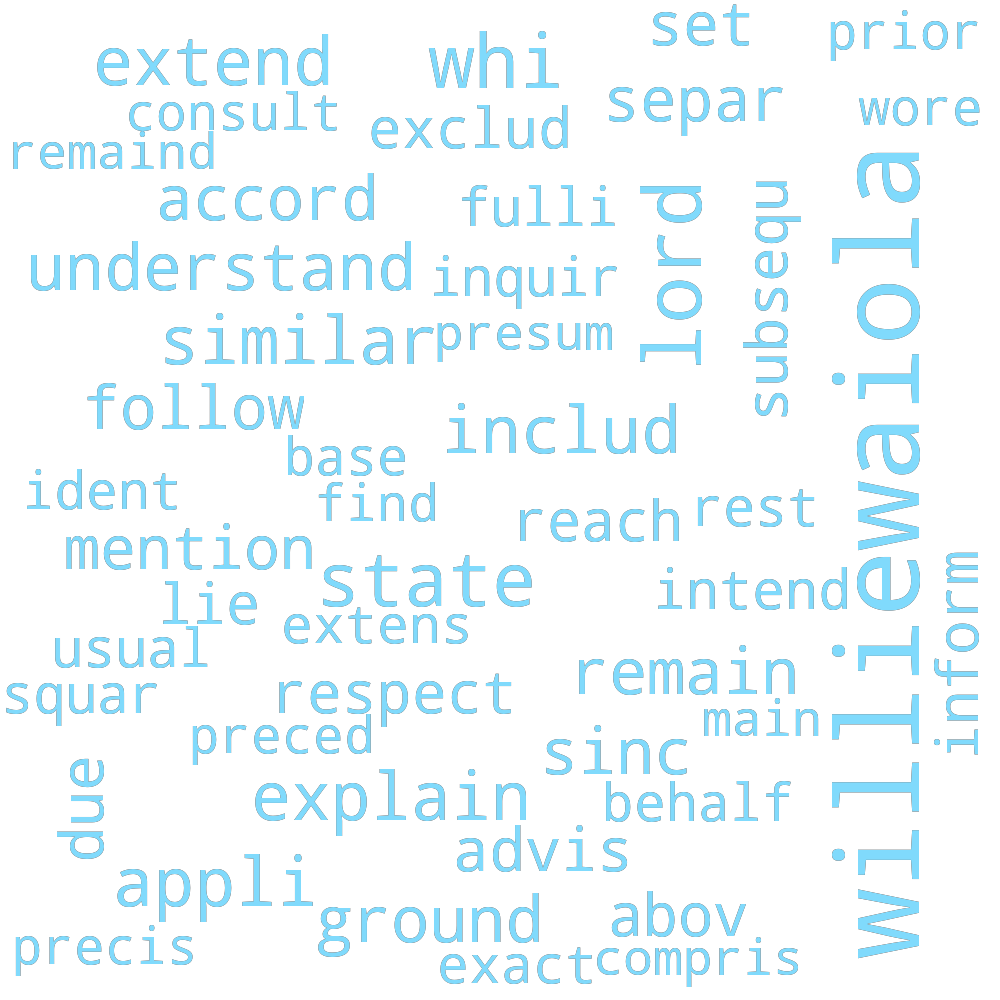 set
prior
extend
whi
separ
wore
consult
exclud
remaind
accord
fulli
lord
subsequ
williewaiola
understand
inquir
similar
presum
follow
includ
base
ident
find
reach
rest
mention
state
intend
inform
lie
extens
usual
remain
squar
respect
main
preced
sinc
due
explain
behalf
advis
appli
ground
abov
precis
exact
compris